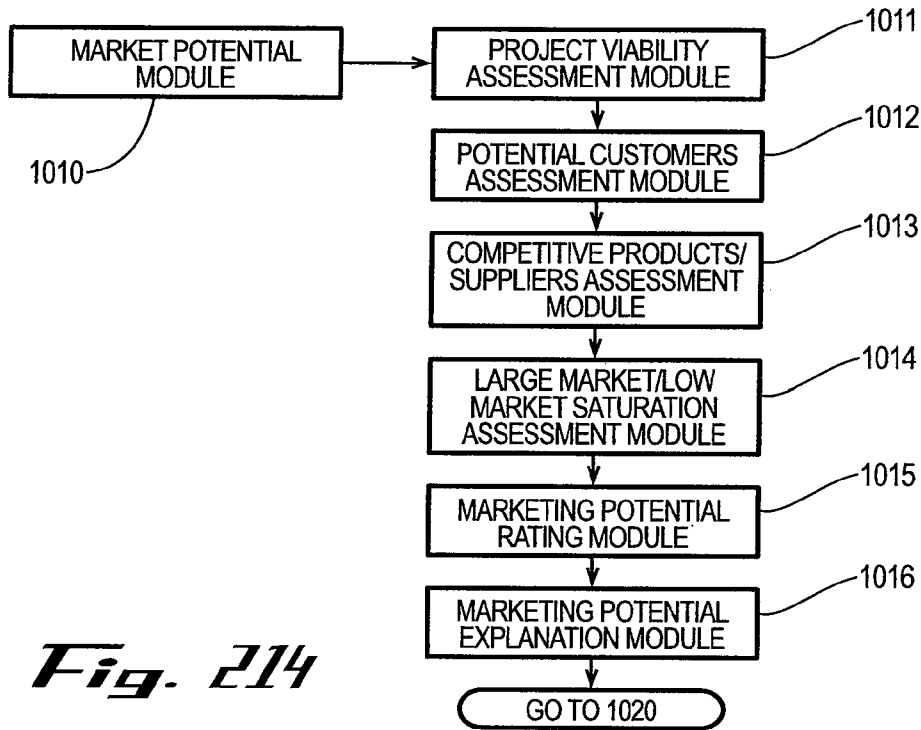 MARKET POTENTIAL
MODULE
1010
PROJECT VIABILITY
ASSESSMENT MODULE
1011
POTENTIAL CUSTOMERS
ASSESSMENT MODULE
1012
COMPETITIVE PRODUCTS/
SUPPLIERS ASSESSMENT
MODULE
1013
LARGE MARKET/LOW
MARKET SATURATION
ASSESSMENT MODULE
1014
MARKETING POTENTIAL
RATING MODULE
1015
MARKETING POTENTIAL
EXPLANATION MODULE
1016
GO TO 1020
Fig. 214